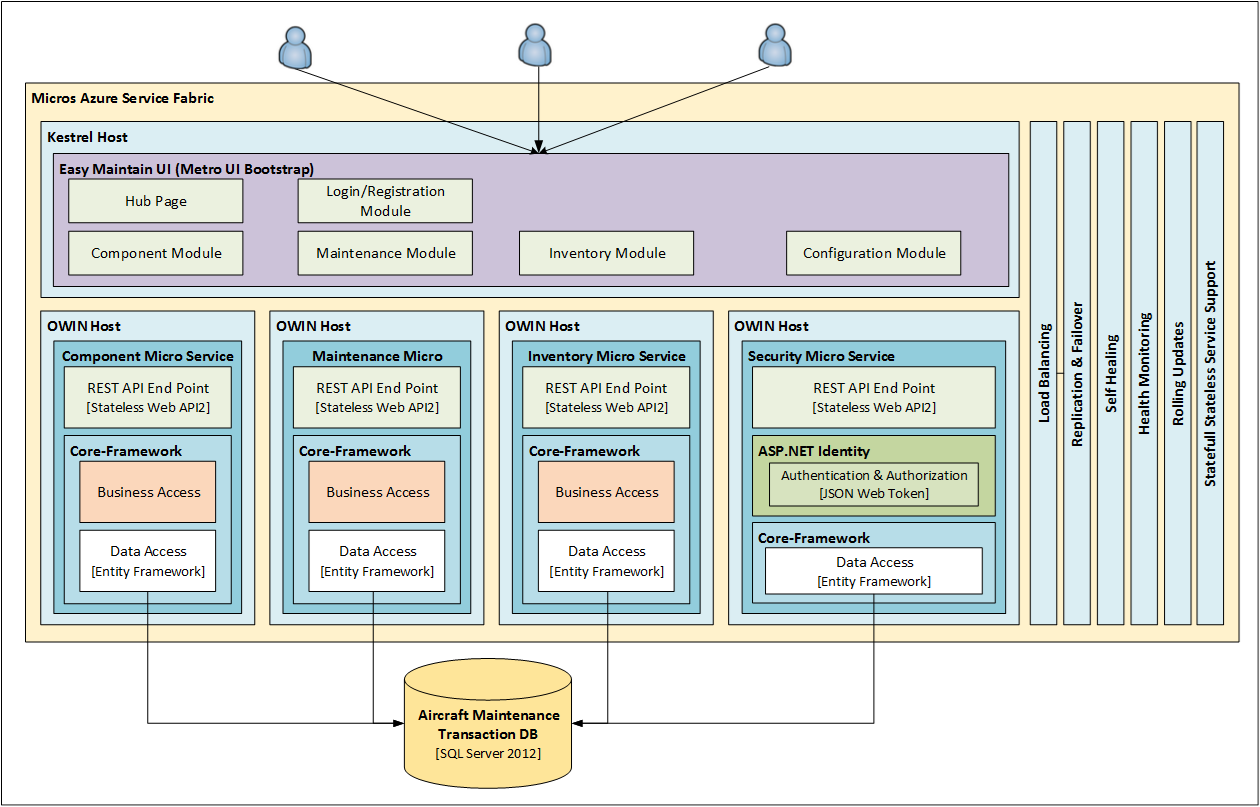 Micros Azure Service Fabric
Kestrel Host
Easy Maintain UI (Metro UI Bootstrap)
Hub Page
Login/Registration
Module
Component Module
Maintenance Module
Inventory Module
Configuration Module
OWIN Host
Component Micro Service
REST API End Point
[Stateless Web API2]
Core-Framework
Business Access
Data Access
[Entity Framework]
OWIN Host
Maintenance Micro
REST API End Point
[Stateless Web API2]
Core-Framework
Business Access
Data Access
[Entity Framework]
OWIN Host
Inventory Micro Service
REST API End Point
[Stateless Web API2]
Core-Framework
Business Access
Data Access
[Entity Framework]
OWIN Host
Security Micro Service
REST API End Point
[Stateless Web API2]
ASP.NET Identity
Authentication & Authorization
[JSON Web Token]
Core-Framework
Data Access
[Entity Framework]
Load Balancing
Replication & Failover
Self Healing
Health Monitoring
Rolling Updates
Statefull Stateless Service Support
Aircraft Maintenance
Transaction DB
[SQL Server 2012]